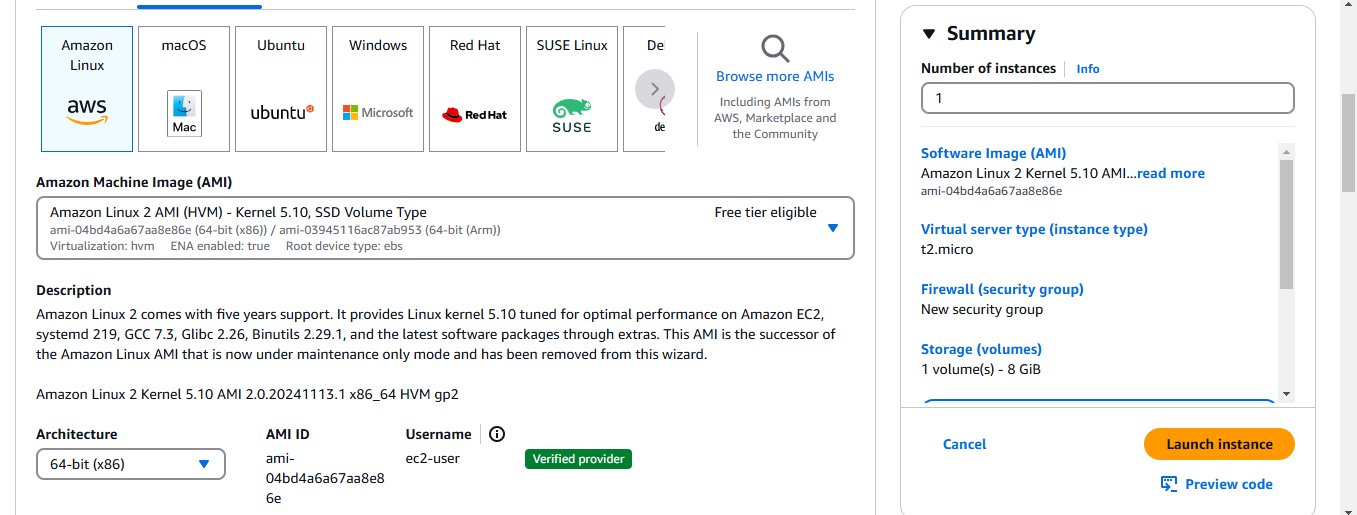 Amazon Linux
aws
macOS
Mac
Ubuntu
ubuntu
Windows
Microsoft
Red Hat
Red Hat
SUSE Linux
SUSE
De
de
Browse more AMIs
Including AMIs from
AWS, Marketplace and
the Community
Amazon Machine Image (AMI)
Amazon Linux 2 AMI (HVM) - Kernel 5.10, SSD Volume Type
Free tier eligible
ami-04bd4a6a67aa8e86e (64-bit (x86)) / ami-03945116ac87ab953 (64-bit (Arm))
Virtualization: hvm ENA enabled: true Root device type: ebs
Description
Amazon Linux 2 comes with five years support. It provides Linux kernel 5.10 tuned for optimal performance on Amazon EC2,
systemd 219, GCC 7.3, Glibc 2.26, Binutils 2.29.1, and the latest software packages through extras. This AMI is the successor of
the Amazon Linux AMI that is now under maintenance only mode and has been removed from this wizard.
Amazon Linux 2 Kernel 5.10 AMI 2.0.20241113.1 x86_64 HVM gp2
Architecture
64-bit (x86)
AMI ID
ami-
04bd4a6a67aa8e8
6e
Username
ec2-user
Verified provider
Summary
Number of instances Info
1
Software Image (AMI)
Amazon Linux 2 Kernel 5.10 AMI...read more
ami-04bd4a6a67aa8e86e
Virtual server type (instance type)
t2.micro
Firewall (security group)
New security group
Storage (volumes)
1 volume(s) - 8 GiB
Cancel
Launch instance
Preview code